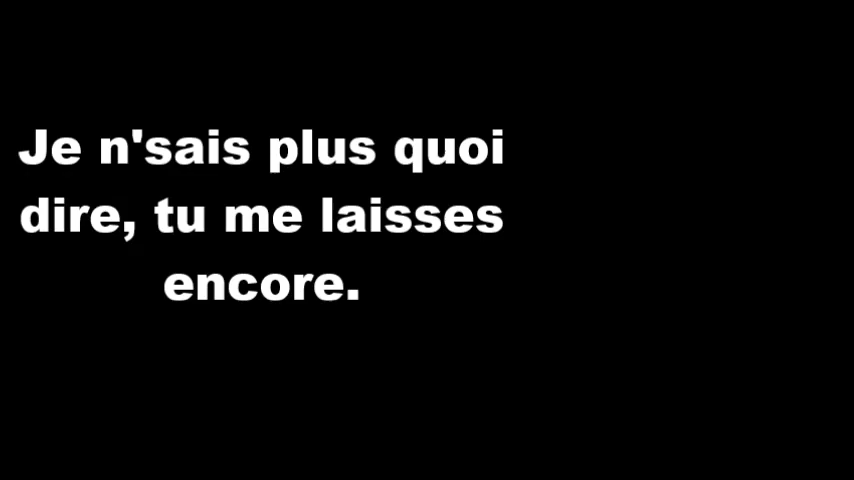 Je n'sais plus quoi
dire, tu me laisses
encore.